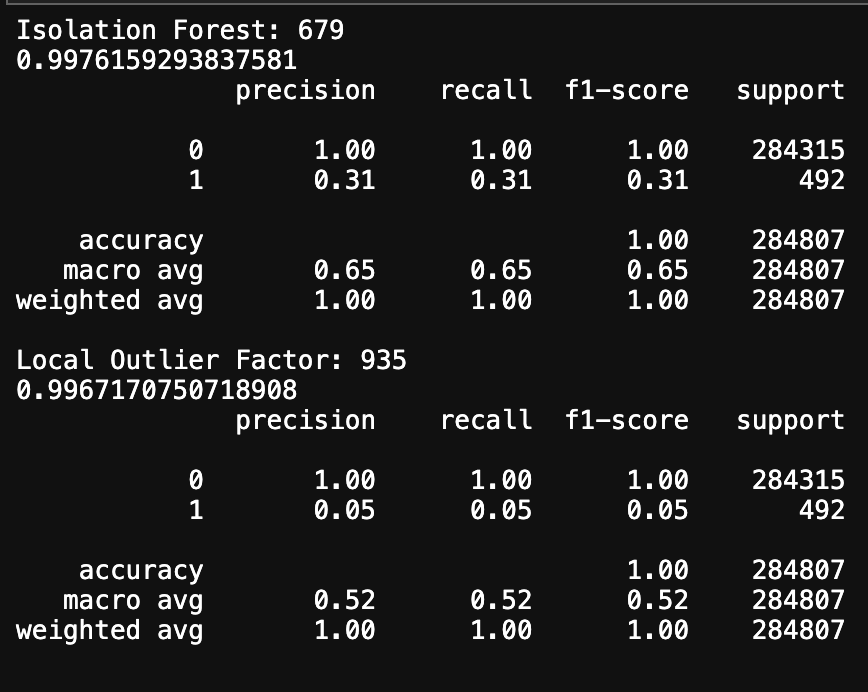 Isolation Forest: 679
0.9976159293837581
precision recall f1-score support
0 1.00 1.00 1.00 284315
1 0.31 0.31 0.31 492
accuracy 1.00 284807
macro avg 0.65 0.65 0.65 284807
weighted avg 1.00 1.00 1.00 284807
Local Outlier Factor: 935
0.9967170750718908
precision recall f1-score support
0 1.00 1.00 1.00 284315
1 0.05 0.05 0.05 492
accuracy 1.00 284807
macro avg 0.52 0.52 0.52 284807
weighted avg 1.00 1.00 1.00 284807